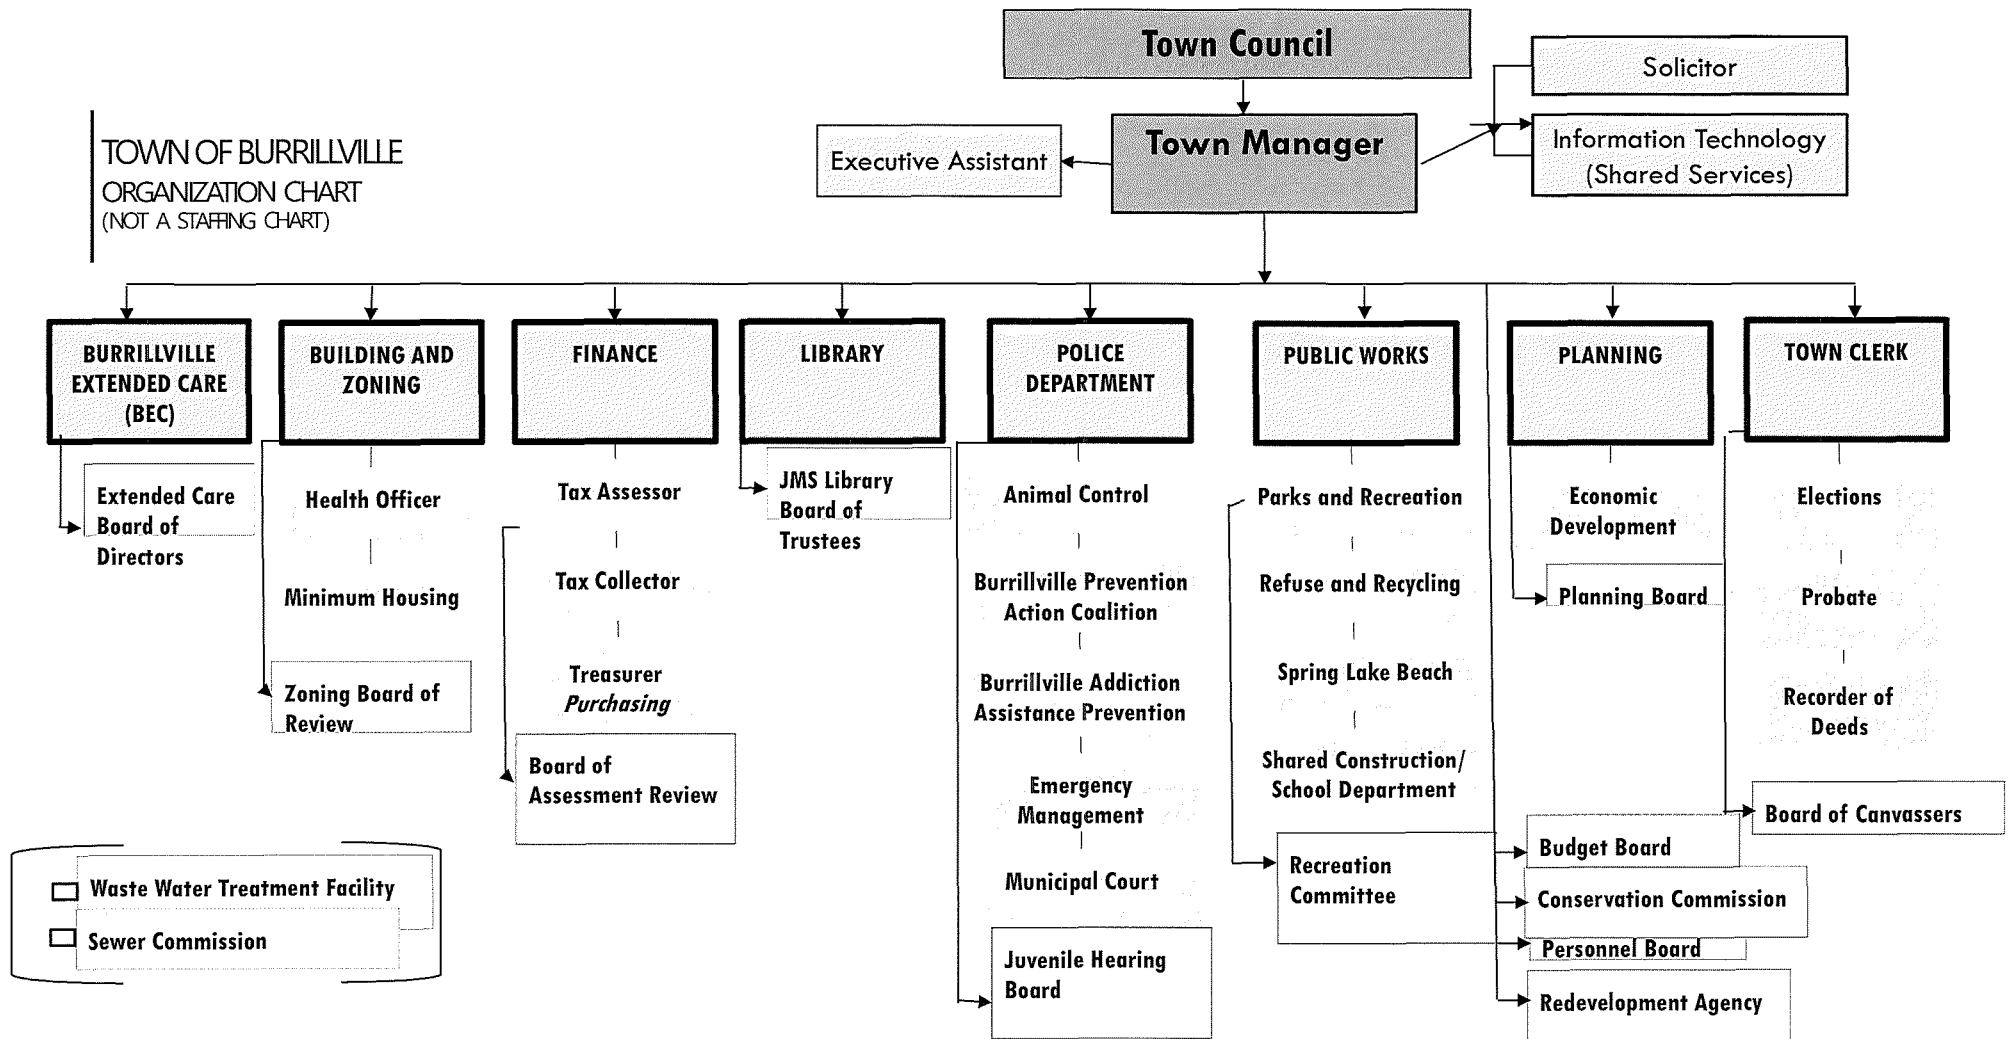 Town Council
Solicitor
TOWN OF BURRILLVILLE
ORGANIZATION CHART
(NOT A STAFFING CHART)
Executive Assistant
Town Manager
Information Technology
(Shared Services)
BURRILLVILLE
EXTENDED CARE
(BEC)
BUILDING AND
ZONING
FINANCE
LIBRARY
POLICE
DEPARTMENT
PUBLIC WORKS
PLANNING
TOWN CLERK
Extended Care
Board of
Directors
Health Officer
Minimum Housing
Zoning Board of
Review
Tax Assessor
Tax Collector
Treasurer
Purchasing
Board of
Assessment Review
JMS Library
Board of
Trustees
Animal Control
Burrillville Prevention
Action Coalition
Burrillville Addiction
Assistance Prevention
Emergency
Management
Municipal Court
Juvenile Hearing
Board
Parks and Recreation
Refuse and Recycling
Spring Lake Beach
Shared Construction/
School Department
Recreation
Committee
Economic
Development
Planning Board
Elections
Probate
Recorder of
Deeds
Board of Canvassers
Budget Board
Conservation Commission
Personnel Board
Redevelopment Agency
Waste Water Treatment Facility
Sewer Commission